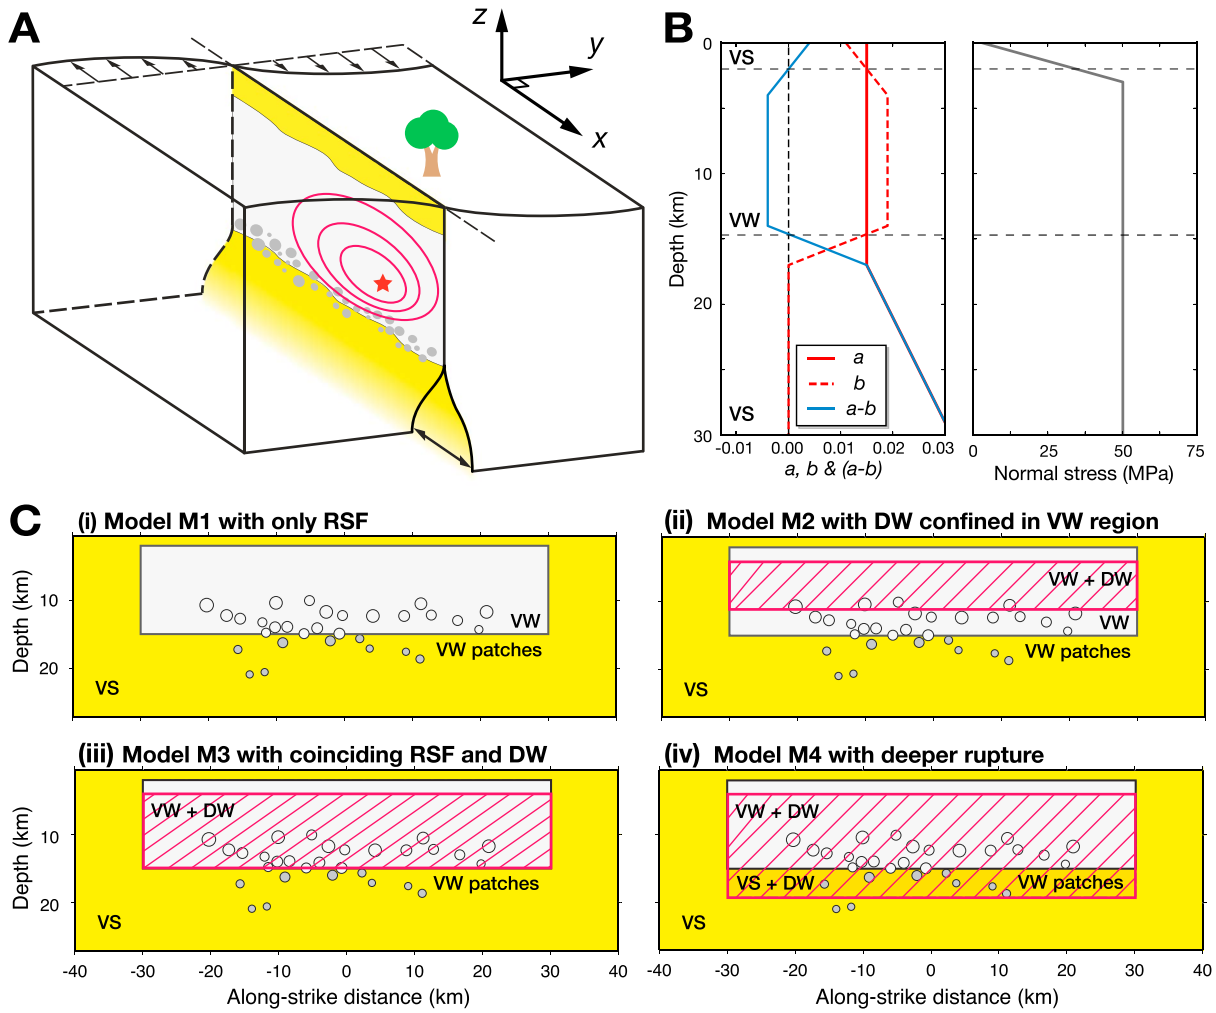 A
z
y
x
B
0
10
20
30
Depth (km)
VS
VW
VS
a
b
a-b
-0.01
0.00
0.01
0.02
0.03
a, b & (a-b)
0
25
50
75
Normal stress (MPa)
C
(i) Model M1 with only RSF
Depth (km)
10
20
VW
VW patches
VS
(ii) Model M2 with DW confined in VW region
VW + DW
VW
VW patches
VS
(iii) Model M3 with coinciding RSF and DW
Depth (km)
10
20
VW + DW
VW patches
VS
-40
-30
-20
-10
0
10
20
30
40
Along-strike distance (km)
(iv) Model M4 with deeper rupture
VW + DW
VS + DW
VW patches
VS
-40
-30
-20
-10
0
10
20
30
40
Along-strike distance (km)